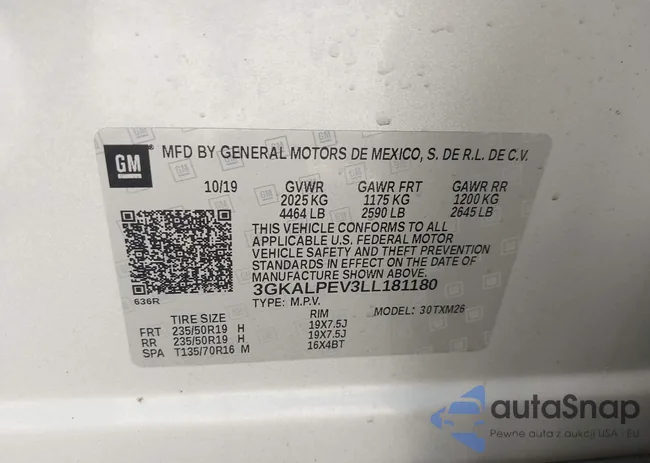 GM
MFD BY GENERAL MOTORS DE MEXICO, S. DE R.L. DE C.V.
10/19 GVWR GAWR FRT GAWR RR
2025 KG 1175 KG 1200 KG
4464 LB 2590 LB 2645 LB
THIS VEHICLE CONFORMS TO ALL
APPLICABLE U.S. FEDERAL MOTOR
VEHICLE SAFETY AND THEFT PREVENTION
STANDARDS IN EFFECT ON THE DATE OF
MANUFACTURE SHOWN ABOVE.
3GKALPEV3LL181180
636R
TYPE: M.P.V. MODEL: 30TXM26
TIRE SIZE RIM
FRT 235/50R19 H 19X7.5J
RR 235/50R19 H 19X7.5J
SPA T135/70R16 M 16X4BT
autaSnap
Pewne auta z aukcji USA - EU